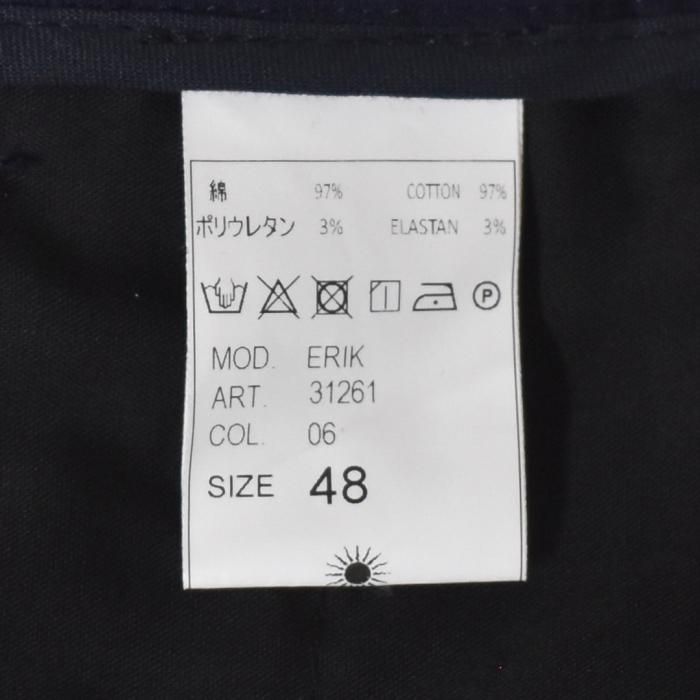 綿 97% COTTON 97%
ポリウレタン 3% ELASTAN 3%
P
MOD. ERIK
ART. 31261
COL. 06
SIZE 48